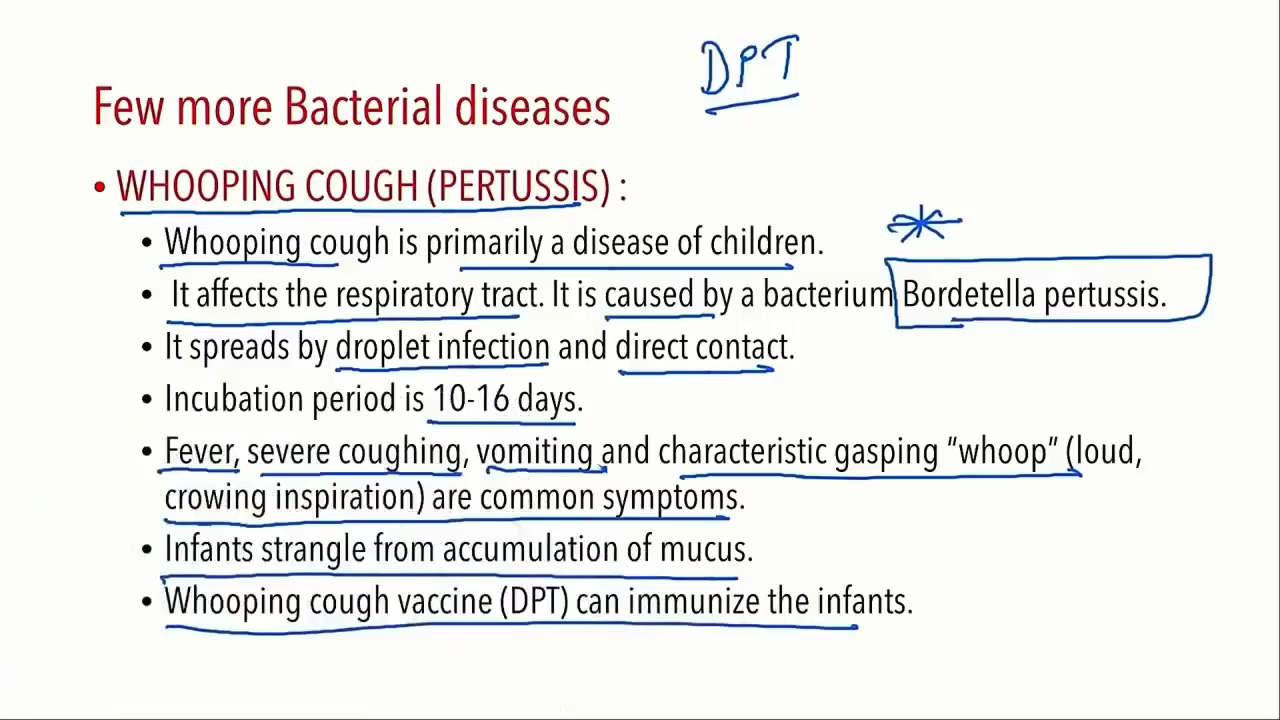 DPT
Few more Bacterial diseases
• WHOOPING COUGH (PERTUSSIS) :
• Whooping cough is primarily a disease of children.
• It affects the respiratory tract. It is caused by a bacterium Bordetella pertussis.
• It spreads by droplet infection and direct contact.
• Incubation period is 10-16 days.
• Fever, severe coughing, vomiting and characteristic gasping “whoop” (loud,
crowing inspiration) are common symptoms.
• Infants strangle from accumulation of mucus.
• Whooping cough vaccine (DPT) can immunize the infants.